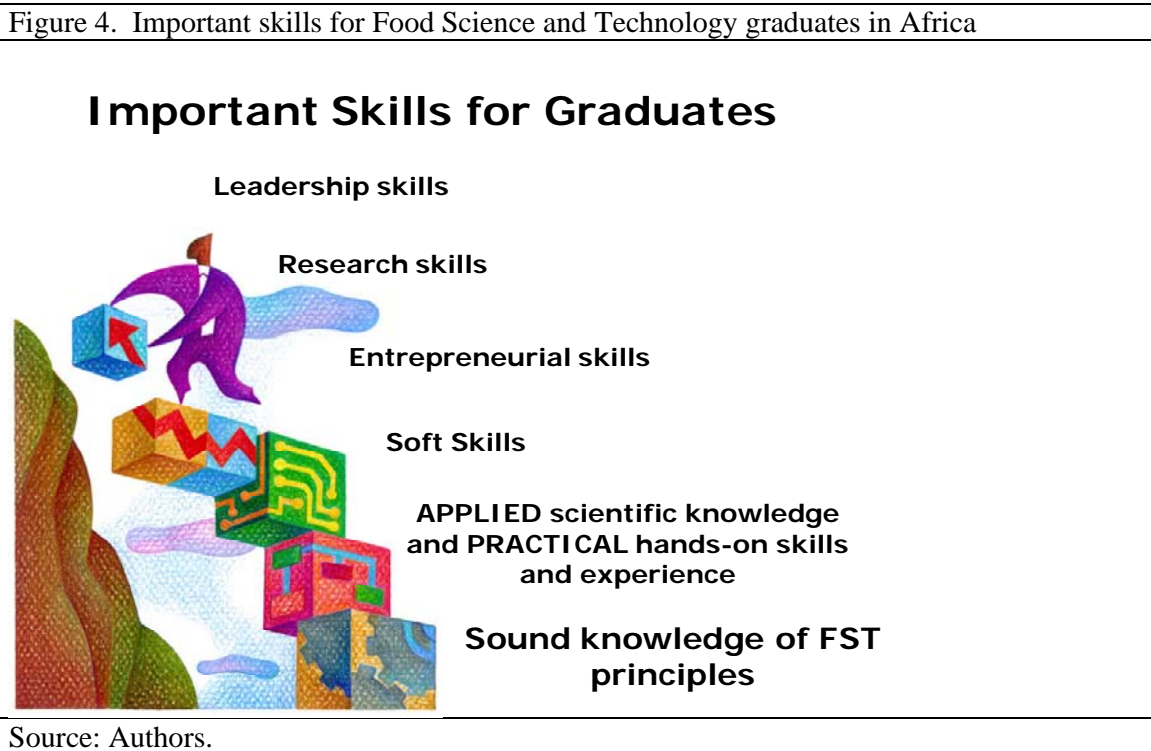 Figure 4. Important skills for Food Science and Technology graduates in Africa
Important Skills for Graduates
Leadership skills
Research skills
Entrepreneurial skills
Soft Skills
APPLIED scientific knowledge
and PRACTICAL hands-on skills
and experience
Sound knowledge of FST
principles
Source: Authors.